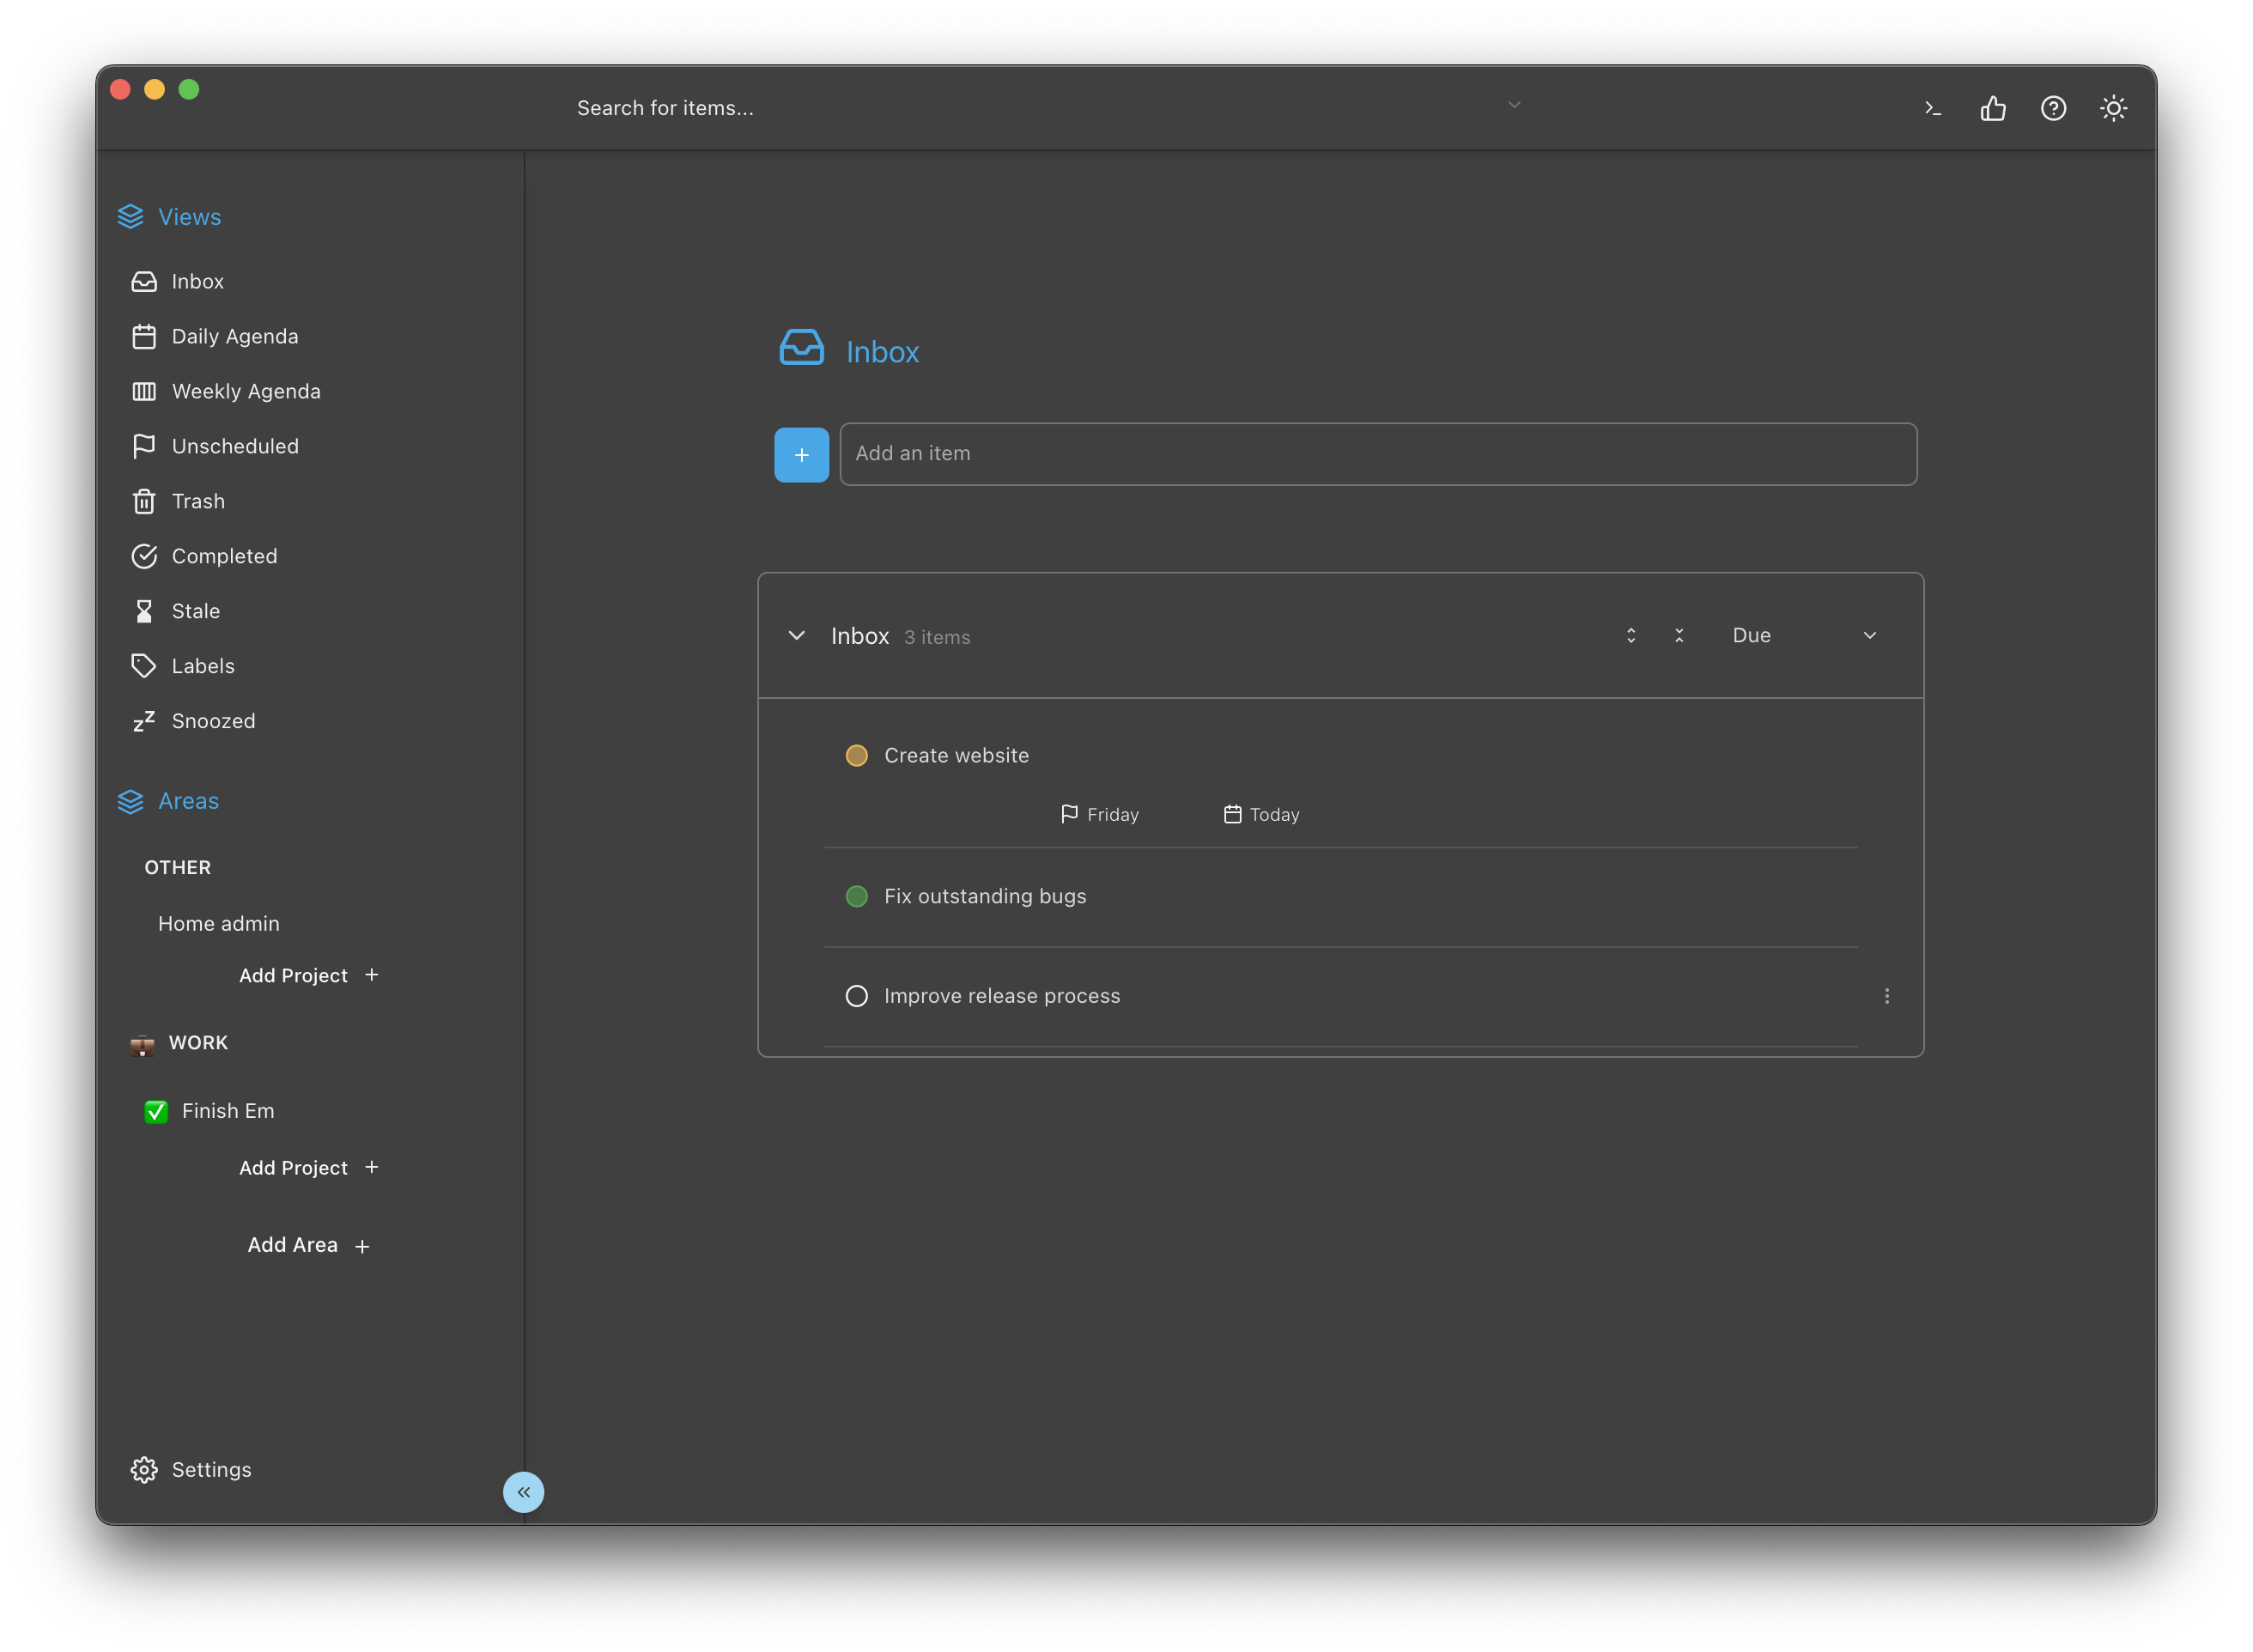 Search for items...
Views
Inbox
Daily Agenda
Weekly Agenda
Unscheduled
Trash
Completed
Stale
Labels
Snoozed
Areas
OTHER
Home admin
Add Project +
WORK
Finish Em
Add Project +
Add Area +
Settings
Inbox
Add an item
Inbox 3 items Due
Create website
Friday Today
Fix outstanding bugs
Improve release process